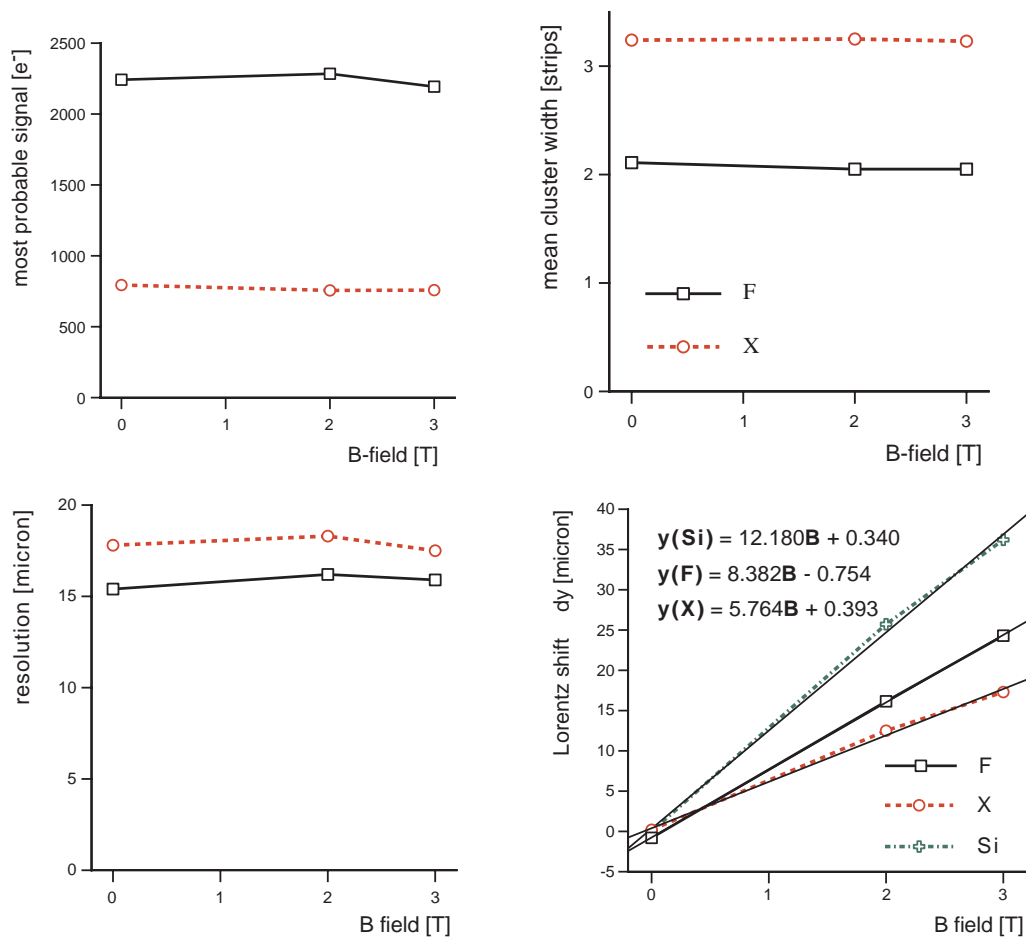 most probable signal [e-]
2500
2000
1500
1000
500
0
0 1 2 3
B-field [T]
mean cluster width [strips]
3
2
1
0
F
X
0 1 2 3
B-field [T]
resolution [micron]
20
15
10
5
0
0 1 2 3
B field [T]
Lorentz shift dy [micron]
40
35
30
25
20
15
10
5
0
-5
y(Si) = 12.180B + 0.340
y(F) = 8.382B - 0.754
y(X) = 5.764B + 0.393
F
X
Si
0 1 2 3
B field [T]